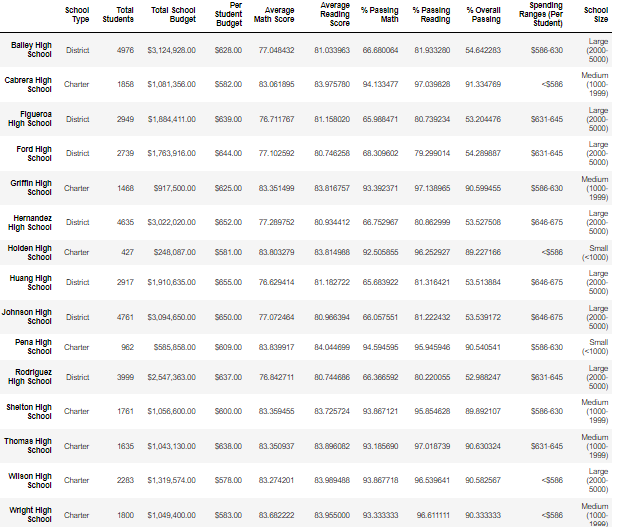 School Type Total Students Total School Budget Per Student Budget Average Math Score Average Reading Score % Passing Math % Passing Reading % Overall Passing Spending Ranges (Per Student) School Size
Bailey High School District 4976 $3,124,928.00 $628.00 77.048432 81.033963 66.680064 81.933280 54.642283 $586-630 Large (2000-5000)
Cabrera High School Charter 1858 $1,081,356.00 $582.00 83.061895 83.975780 94.133477 97.039828 91.334769 <$586 Medium (1000-1999)
Figueroa High School District 2949 $1,884,411.00 $639.00 76.711767 81.158020 65.988471 80.739234 53.204476 $631-645 Large (2000-5000)
Ford High School District 2739 $1,763,916.00 $644.00 77.102592 80.746258 68.309602 79.299014 54.289887 $631-645 Large (2000-5000)
Griffin High School Charter 1468 $917,500.00 $625.00 83.351499 83.816757 93.392371 97.138965 90.599455 $586-630 Medium (1000-1999)
Hernandez High School District 4635 $3,022,020.00 $652.00 77.289752 80.934412 66.752967 80.862999 53.527508 $646-675 Large (2000-5000)
Holden High School Charter 427 $248,087.00 $581.00 83.803279 83.814988 92.505855 96.252927 89.227166 <$586 Small (<1000)
Huang High School District 2917 $1,910,635.00 $655.00 76.629414 81.182722 65.683922 81.316421 53.513884 $646-675 Large (2000-5000)
Johnson High School District 4761 $3,094,650.00 $650.00 77.072464 80.966394 66.057551 81.222432 53.539172 $646-675 Large (2000-5000)
Pena High School Charter 962 $585,858.00 $609.00 83.839917 84.044699 94.594595 95.945946 90.540541 $586-630 Small (<1000)
Rodriguez High School District 3999 $2,547,363.00 $637.00 76.842711 80.744686 66.366592 80.220055 52.988247 $631-645 Large (2000-5000)
Shelton High School Charter 1761 $1,056,600.00 $600.00 83.359455 83.725724 93.867121 95.854628 89.892107 $586-630 Medium (1000-1999)
Thomas High School Charter 1635 $1,043,130.00 $638.00 83.350937 83.896082 93.185690 97.018739 90.630324 $631-645 Medium (1000-1999)
Wilson High School Charter 2283 $1,319,574.00 $578.00 83.274201 83.989488 93.867718 96.539641 90.582567 <$586 Large (2000-5000)
Wright High School Charter 1800 $1,049,400.00 $583.00 83.682222 83.955000 93.333333 96.611111 90.333333 <$586 Medium (1000-1999)